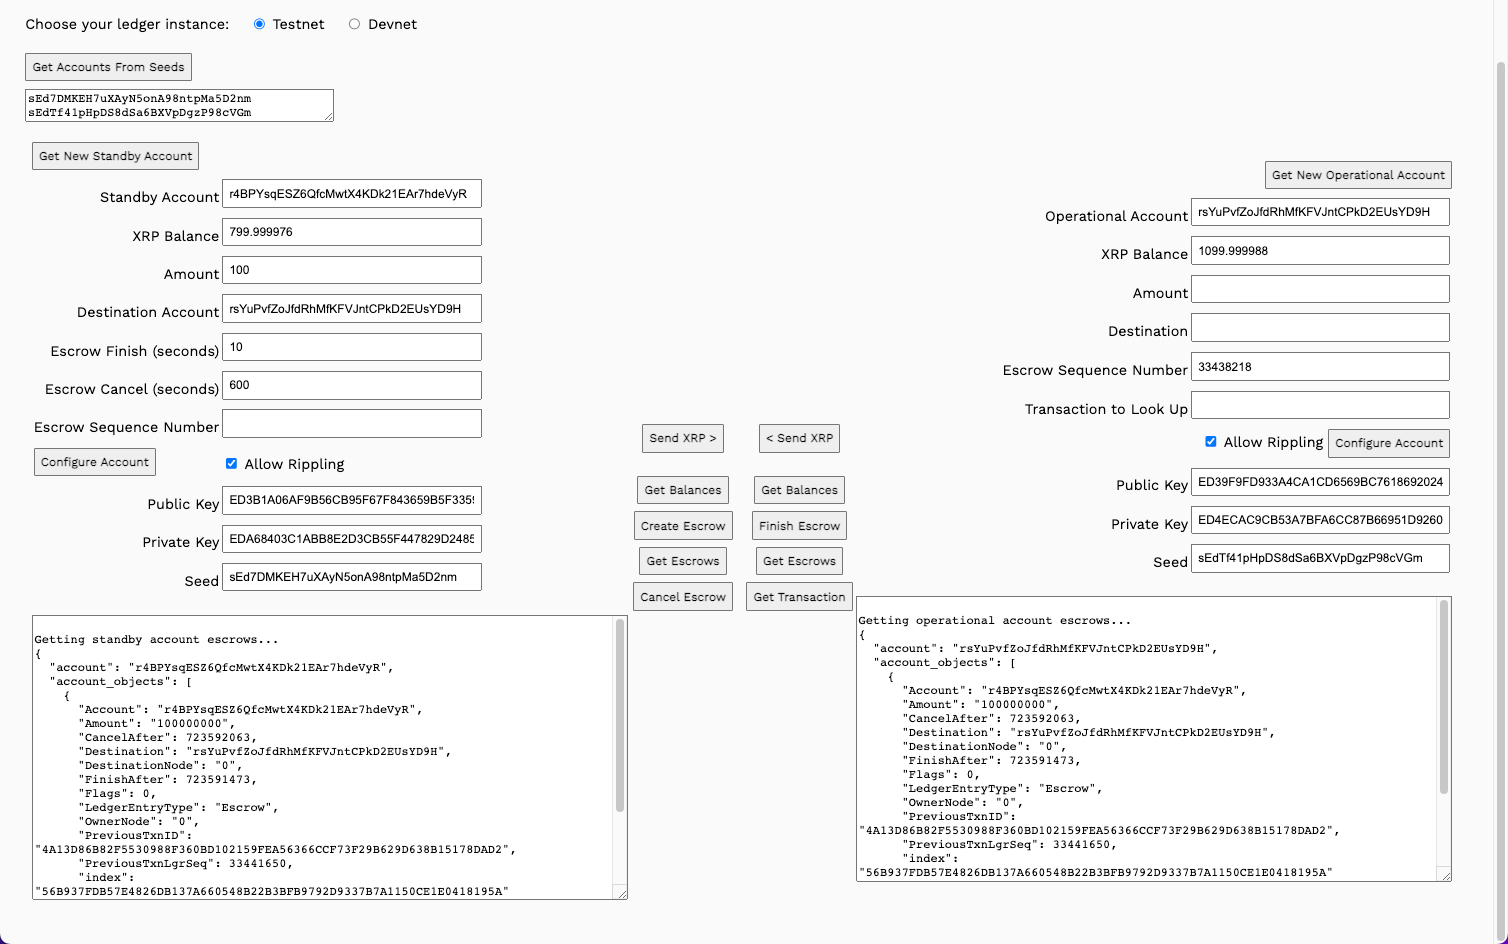 Choose your ledger instance: Testnet Devnet
Get Accounts From Seeds
sEd7DMKEH7uXAyN5onA98ntpMa5D2nm
sEdTf41pHpDS8dSa6BXVpDgzP98cVGm
Get New Standby Account
Standby Account r4BPYsqESZ6QfcMwtX4KDk21EAr7hdeVyR
XRP Balance 799.999976
Amount 100
Destination Account rsYuPvfZoJfdRhMfKFVJntCPkD2EUsYD9H
Escrow Finish (seconds) 10
Escrow Cancel (seconds) 600
Escrow Sequence Number
Configure Account Allow Rippling
Public Key ED3B1A06AF9B56CB95F67F843659B5F335
Private Key EDA68403C1ABB8E2D3CB55F447829D2485
Seed sEd7DMKEH7uXAyN5onA98ntpMa5D2nm
Send XRP > < Send XRP
Get Balances Get Balances
Create Escrow Finish Escrow
Get Escrows Get Escrows
Cancel Escrow Get Transaction
Get New Operational Account
Operational Account rsYuPvfZoJfdRhMfKFVJntCPkD2EUsYD9H
XRP Balance 1099.999988
Amount
Destination
Escrow Sequence Number 33438218
Transaction to Look Up
Allow Rippling Configure Account
Public Key ED39F9FD933A4CA1CD6569BC7618692024
Private Key ED4ECAC9CB53A7BFA6CC87B66951D9260
Seed sEdTf41pHpDS8dSa6BXVpDgzP98cVGm
Getting standby account escrows...
{
"account": "r4BPYsqESZ6QfcMwtX4KDk21EAr7hdeVyR",
"account_objects": [
{
"Account": "r4BPYsqESZ6QfcMwtX4KDk21EAr7hdeVyR",
"Amount": "100000000",
"CancelAfter": 723592063,
"Destination": "rsYuPvfZoJfdRhMfKFVJntCPkD2EUsYD9H",
"DestinationNode": "0",
"FinishAfter": 723591473,
"Flags": 0,
"LedgerEntryType": "Escrow",
"OwnerNode": "0",
"PreviousTxnID":
"4A13D86B82F5530988F360BD102159FEA56366CCF73F29B629D638B15178DAD2",
"PreviousTxnLgrSeq": 33441650,
"index":
"56B937FDB57E4826DB137A660548B22B3BFB9792D9337B7A1150CE1E0418195A"
Getting operational account escrows...
{
"account": "rsYuPvfZoJfdRhMfKFVJntCPkD2EUsYD9H",
"account_objects": [
{
"Account": "r4BPYsqESZ6QfcMwtX4KDk21EAr7hdeVyR",
"Amount": "100000000",
"CancelAfter": 723592063,
"Destination": "rsYuPvfZoJfdRhMfKFVJntCPkD2EUsYD9H",
"DestinationNode": "0",
"FinishAfter": 723591473,
"Flags": 0,
"LedgerEntryType": "Escrow",
"OwnerNode": "0",
"PreviousTxnID":
"4A13D86B82F5530988F360BD102159FEA56366CCF73F29B629D638B15178DAD2",
"PreviousTxnLgrSeq": 33441650,
"index":
"56B937FDB57E4826DB137A660548B22B3BFB9792D9337B7A1150CE1E0418195A"